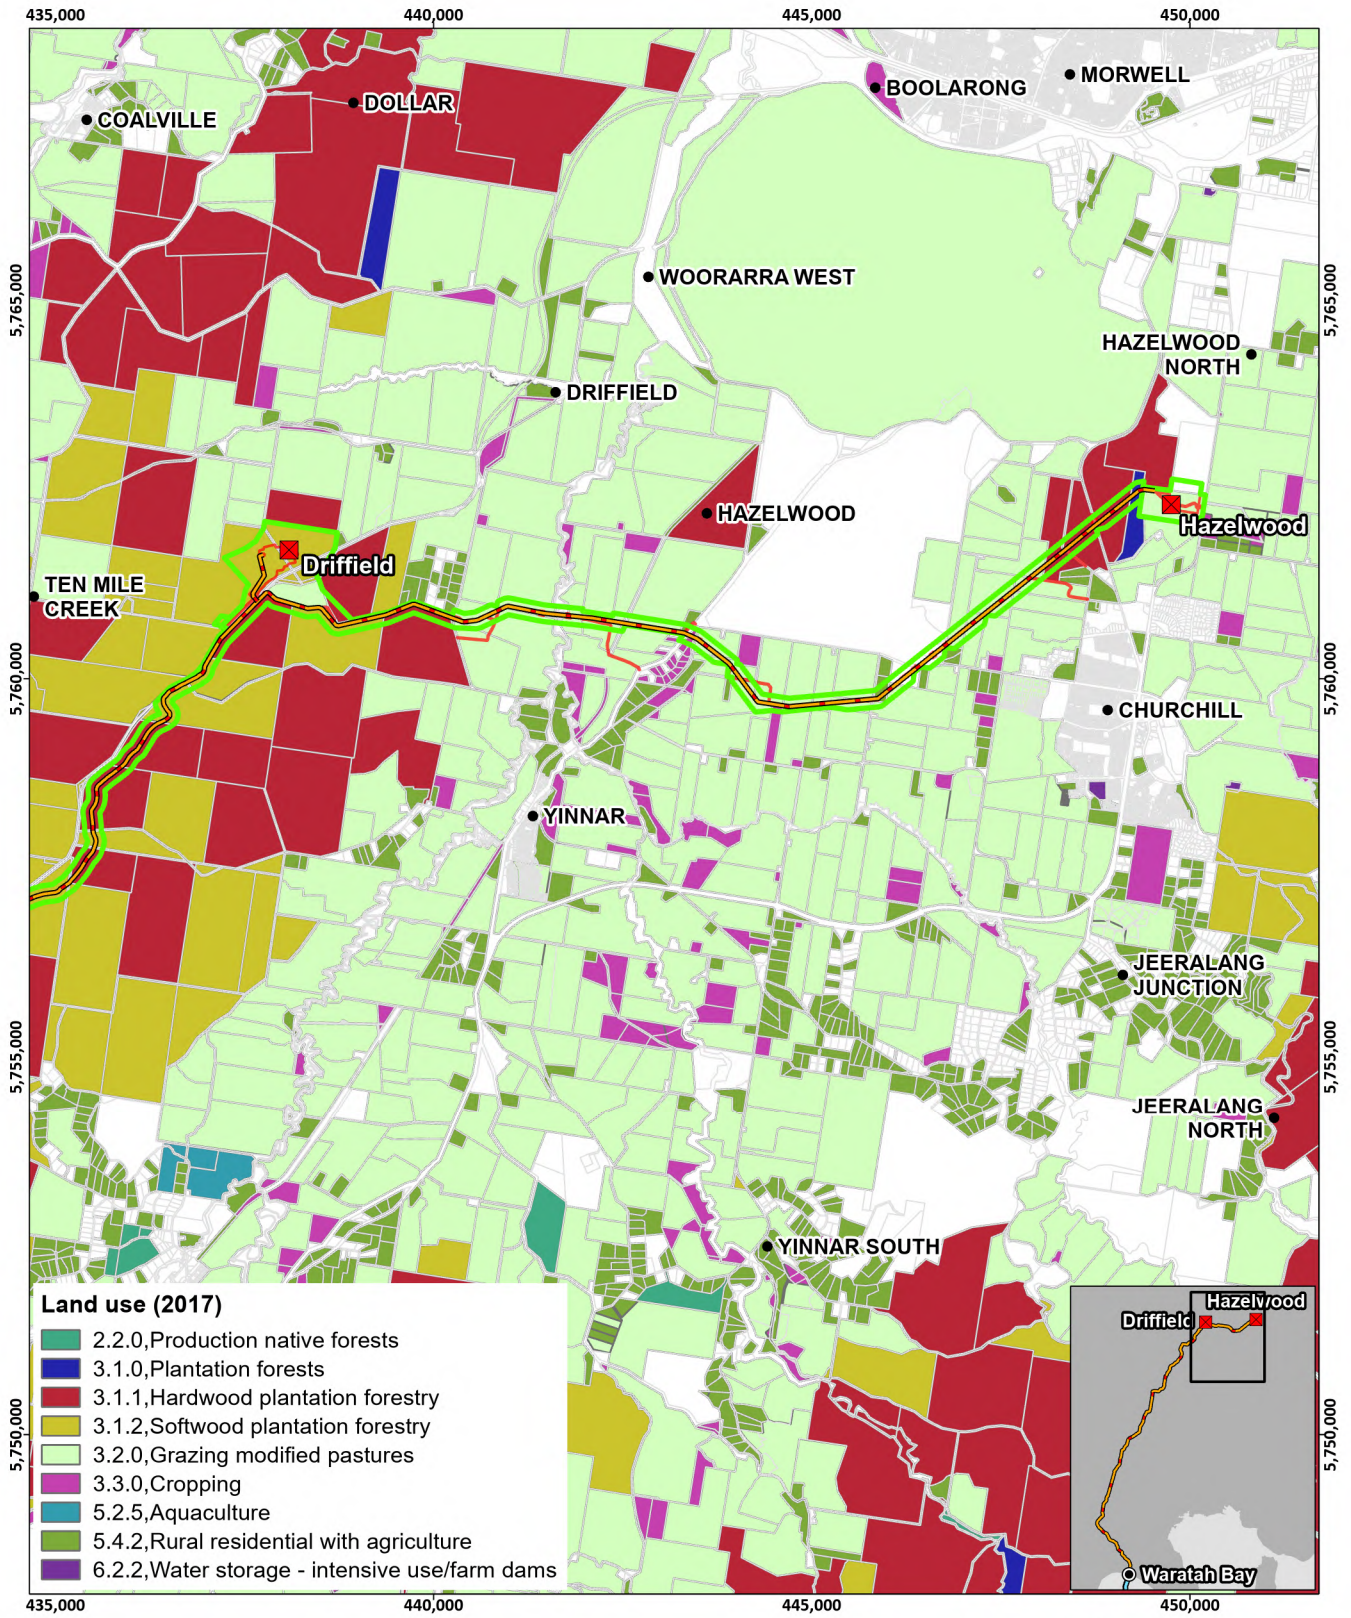 435,000
440,000
445,000
450,000
MORWELL
BOOLARONG
DOLLAR
COALVILLE
5,765,000
5,765,000
WOORARRA WEST
HAZELWOOD
NORTH
DRIFFIELD
HAZELWOOD
Hazelwood
Driffield
TEN MILE
CREEK
5,760,000
5,760,000
CHURCHILL
YINNAR
JEERALANG
JUNCTION
5,755,000
5,755,000
JEERALANG
NORTH
YINNAR SOUTH
Land use (2017)
2.2.0,Production native forests
3.1.0,Plantation forests
3.1.1,Hardwood plantation forestry
3.1.2,Softwood plantation forestry
3.2.0,Grazing modified pastures
3.3.0,Cropping
5.2.5,Aquaculture
5.4.2,Rural residential with agriculture
6.2.2,Water storage - intensive use/farm dams
Hazelwood
Driffield
Waratah Bay
5,750,000
5,750,000
435,000
440,000
445,000
450,000